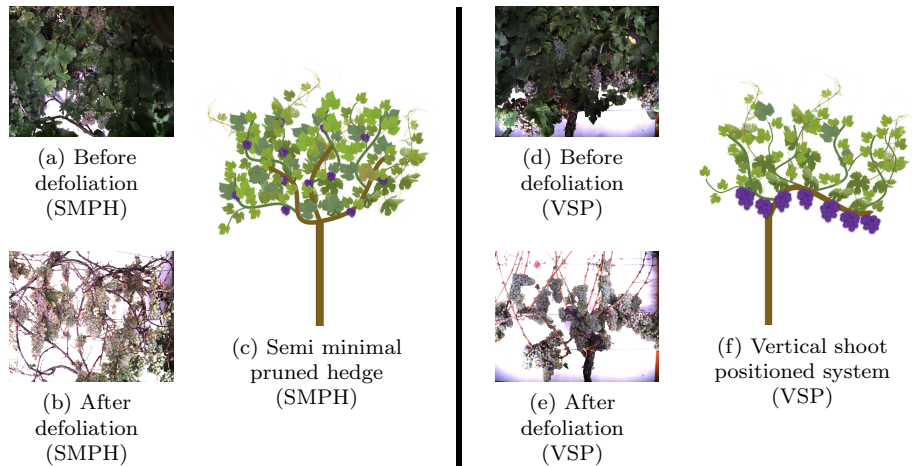 (a) Before
defoliation
(SMPH)
(b) After
defoliation
(SMPH)
(c) Semi minimal
pruned hedge
(SMPH)
(d) Before
defoliation
(VSP)
(e) After
defoliation
(VSP)
(f) Vertical shoot
positioned system
(VSP)